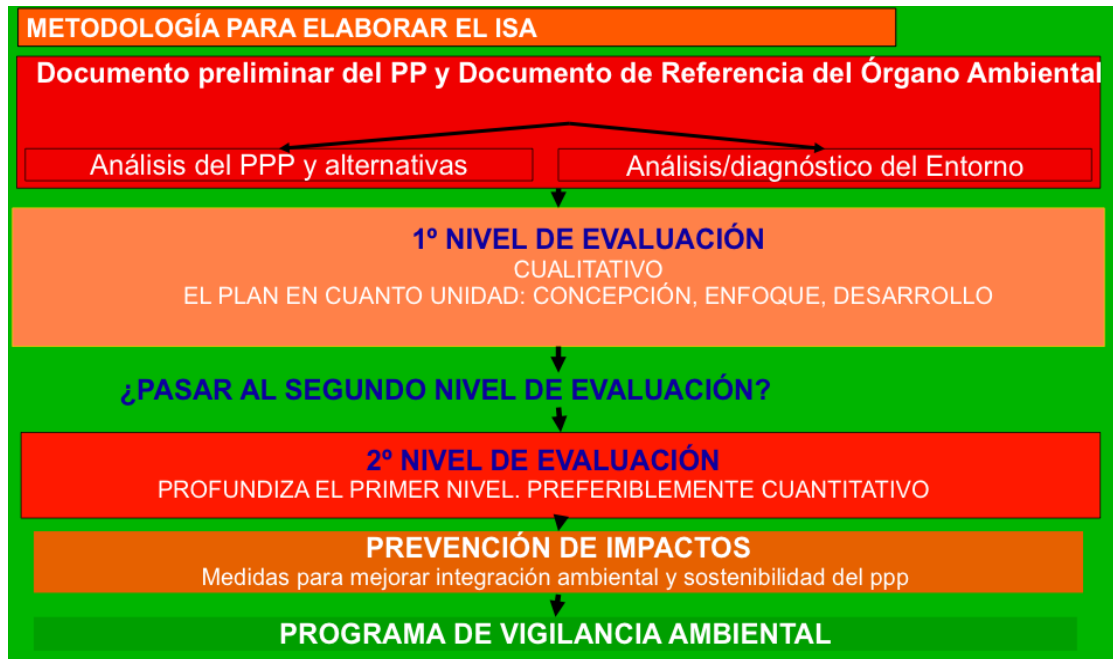 METODOLOGÍA PARA ELABORAR EL ISA
Documento preliminar del PP y Documento de Referencia del Órgano Ambiental
Análisis del PPP y alternativas
Análisis/diagnóstico del Entorno
1º NIVEL DE EVALUACIÓN
CUALITATIVO
EL PLAN EN CUANTO UNIDAD: CONCEPCIÓN, ENFOQUE, DESARROLLO
¿PASAR AL SEGUNDO NIVEL DE EVALUACIÓN?
2º NIVEL DE EVALUACIÓN
PROFUNDIZA EL PRIMER NIVEL. PREFERIBLEMENTE CUANTITATIVO
PREVENCIÓN DE IMPACTOS
Medidas para mejorar integración ambiental y sostenibilidad del ppp
PROGRAMA DE VIGILANCIA AMBIENTAL